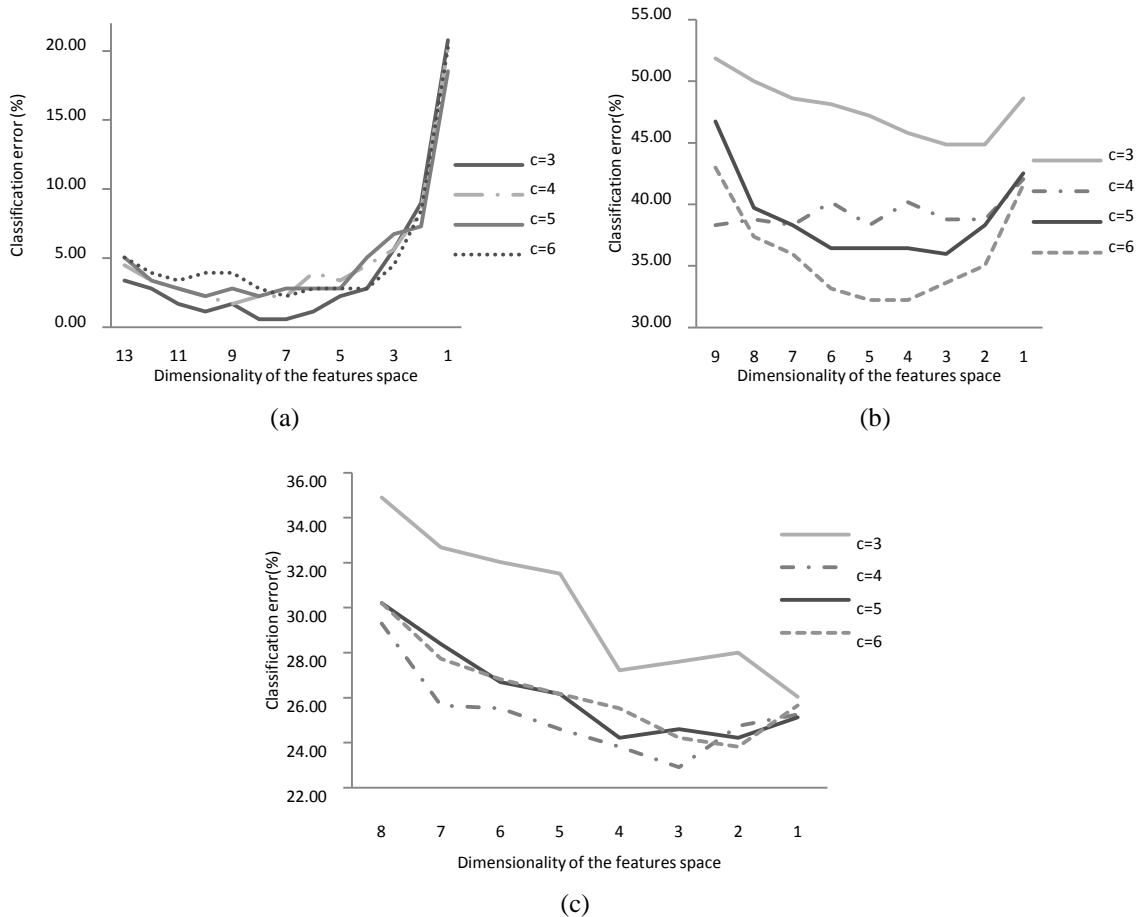 20.00
15.00
10.00
5.00
0.00
Classification error (%)
13 11 9 7 5 3 1
Dimensionality of the features space
c=3
c=4
c=5
c=6
(a)
55.00
50.00
45.00
40.00
35.00
30.00
Classification error(%)
9 8 7 6 5 4 3 2 1
Dimensionality of the features space
c=3
c=4
c=5
c=6
(b)
36.00
34.00
32.00
30.00
28.00
26.00
24.00
22.00
Classification error(%)
8 7 6 5 4 3 2 1
Dimensionality of the features space
c=3
c=4
c=5
c=6
(c)